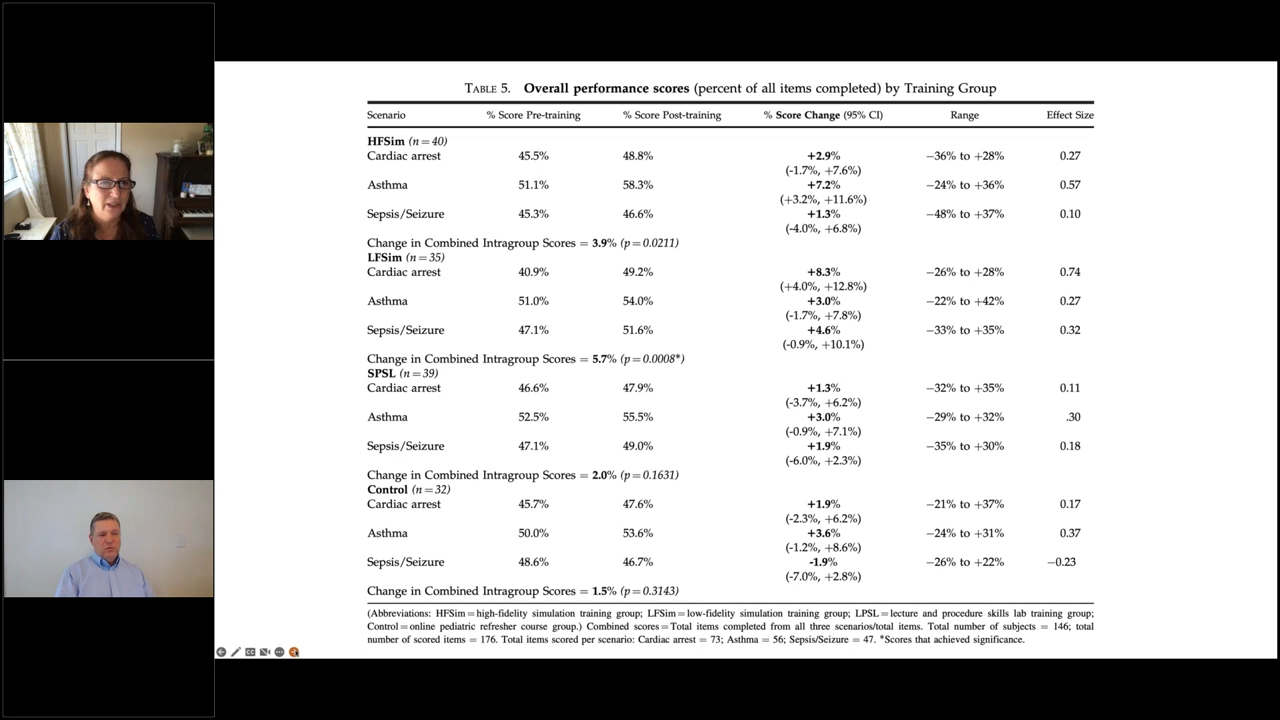 TABLE 5. Overall performance scores (percent of all items completed) by Training Group
Scenario % Score Pre-training % Score Post-training % Score Change (95% CI) Range Effect Size
HFSim (n=40)
Cardiac arrest 45.5% 48.8% +2.9% −36% to +28% 0.27
(-1.7%, +7.6%)
Asthma 51.1% 58.3% +7.2% −24% to +36% 0.57
(+3.2%, +11.6%)
Sepsis/Seizure 45.3% 46.6% +1.3% −48% to +37% 0.10
(-4.0%, +6.8%)
Change in Combined Intragroup Scores = 3.9% (p=0.0211)
LFSim (n=35)
Cardiac arrest 40.9% 49.2% +8.3% −26% to +28% 0.74
(+4.0%, +12.8%)
Asthma 51.0% 54.0% +3.0% −22% to +42% 0.27
(-1.7%, +7.8%)
Sepsis/Seizure 47.1% 51.6% +4.6% −33% to +35% 0.32
(-0.9%, +10.1%)
Change in Combined Intragroup Scores = 5.7% (p=0.0008*)
SPSL (n=39)
Cardiac arrest 46.6% 47.9% +1.3% −32% to +35% 0.11
(-3.7%, +6.2%)
Asthma 52.5% 55.5% +3.0% −29% to +32% .30
(-0.9%, +7.1%)
Sepsis/Seizure 47.1% 49.0% +1.9% −35% to +30% 0.18
(-6.0%, +2.3%)
Change in Combined Intragroup Scores = 2.0% (p=0.1631)
Control (n=32)
Cardiac arrest 45.7% 47.6% +1.9% −21% to +37% 0.17
(-2.3%, +6.2%)
Asthma 50.0% 53.6% +3.6% −24% to +31% 0.37
(-1.2%, +8.6%)
Sepsis/Seizure 48.6% 46.7% -1.9% −26% to +22% −0.23
(-7.0%, +2.8%)
Change in Combined Intragroup Scores = 1.5% (p=0.3143)
(Abbreviations: HFSim=high-fidelity simulation training group; LFSim=low-fidelity simulation training group; LPSL=lecture and procedure skills lab training group;
Control=online pediatric refresher course group.) Combined scores=Total items completed from all three scenarios/total items. Total number of subjects = 146; total
number of scored items = 176. Total items scored per scenario: Cardiac arrest = 73; Asthma = 56; Sepsis/Seizure = 47. *Scores that achieved significance.